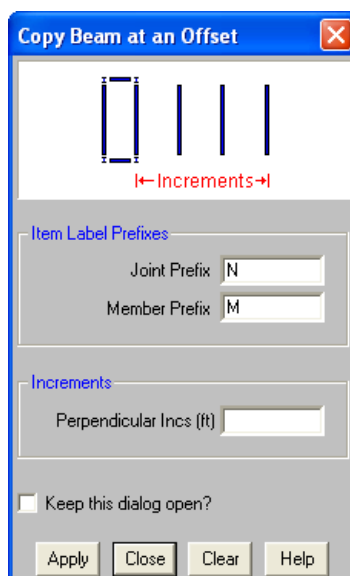 Copy Beam at an Offset
Increments
Item Label Prefixes
Joint Prefix N
Member Prefix M
Increments
Perpendicular Incs (ft)
Keep this dialog open?
Apply Close Clear Help